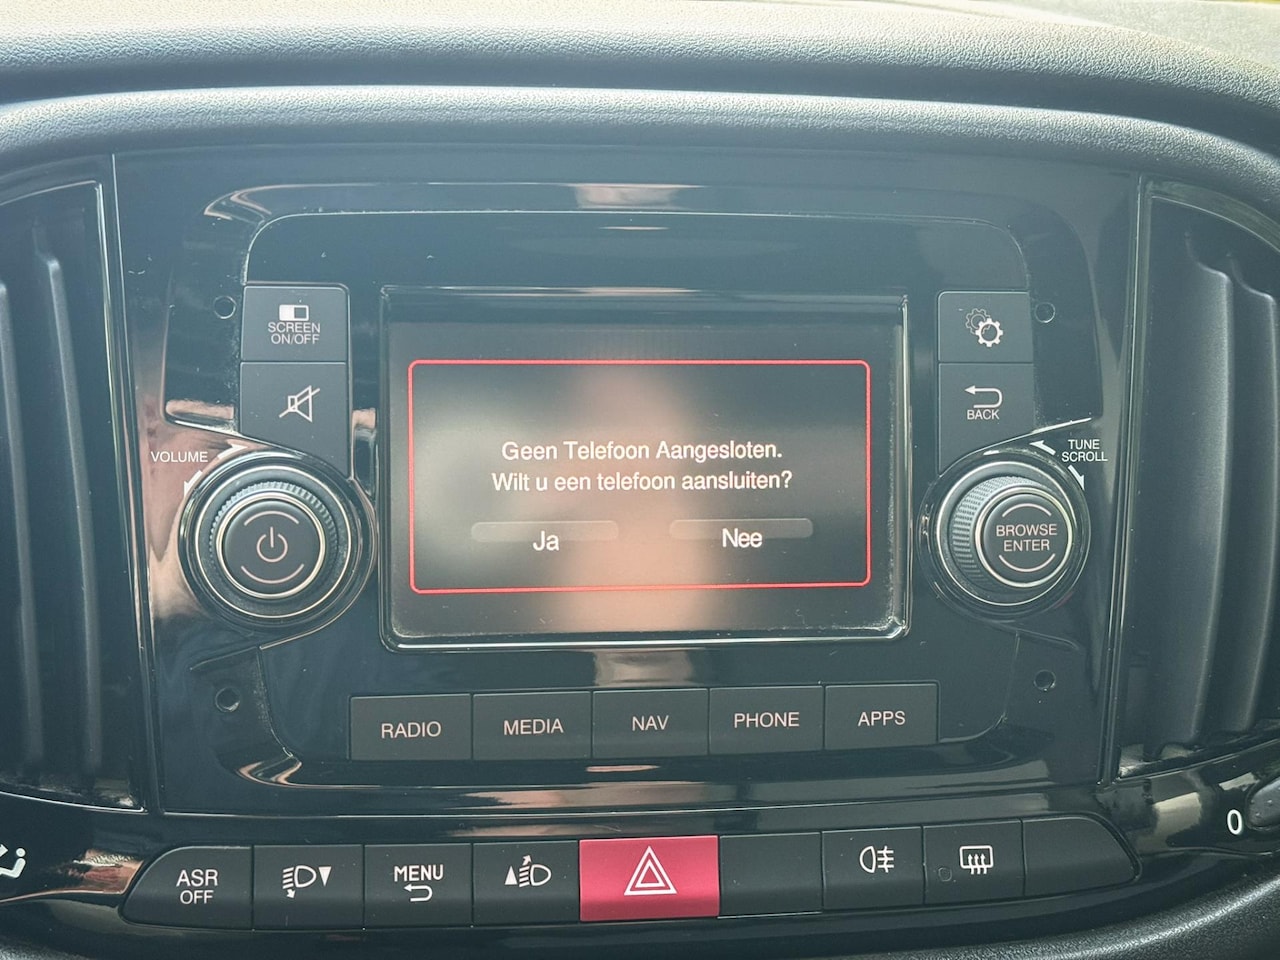 SCREEN
ON/OFF
VOLUME
BACK
TUNE
SCROLL
Geen Telefoon Aangesloten.
Wilt u een telefoon aansluiten?
Ja
Nee
BROWSE
ENTER
RADIO
MEDIA
NAV
PHONE
APPS
ASR
OFF
MENU
0